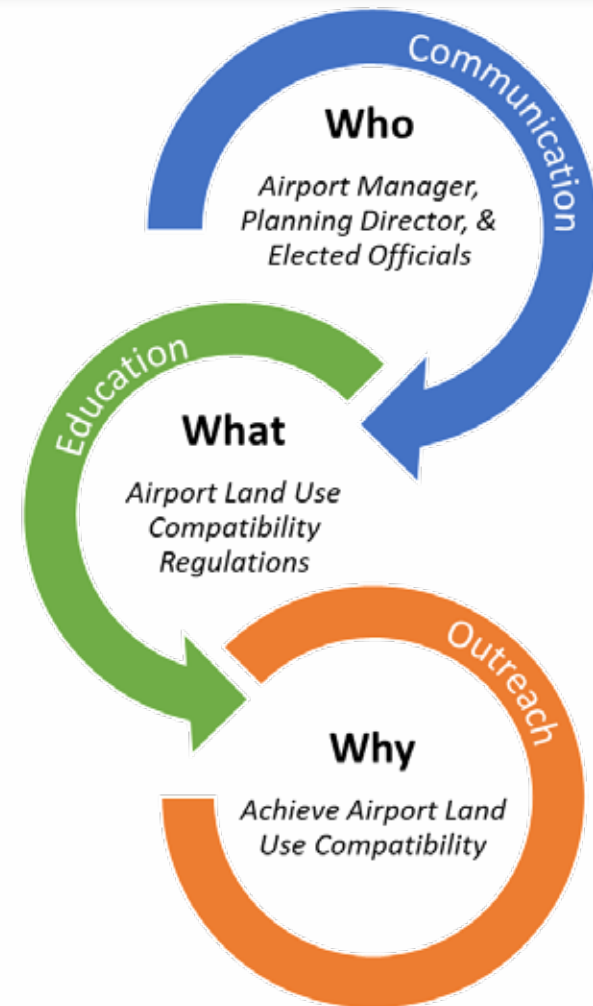 Communication
Who
Airport Manager,
Planning Director, &
Elected Officials
Education
What
Airport Land Use
Compatibility
Regulations
Outreach
Why
Achieve Airport Land
Use Compatibility